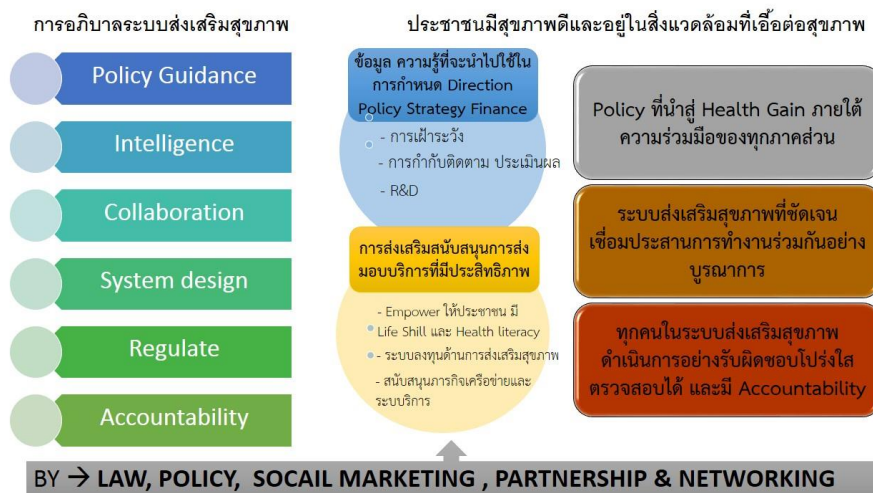 การอภิบาลระบบส่งเสริมสุขภาพ
ประชาชนมีสุขภาพดีและอยู่ในสิ่งแวดล้อมที่เอื้อต่อสุขภาพ
Policy Guidance
Intelligence
Collaboration
System design
Regulate
Accountability
ข้อมูล ความรู้ที่จะนำไปใช้ใน
การกำหนด Direction
Policy Strategy Finance
- การเฝ้าระวัง
- การกำกับติดตาม ประเมินผล
- R&D
การส่งเสริมสนับสนุนการส่ง
มอบบริการที่มีประสิทธิภาพ
- Empower ให้ประชาชน มี
Life Shill และ Health literacy
- ระบบลงทุนด้านการส่งเสริมสุขภาพ
- สนับสนุนภารกิจเครือข่ายและ
ระบบบริการ
Policy ที่นำสู่ Health Gain ภายใต้
ความร่วมมือของทุกภาคส่วน
ระบบส่งเสริมสุขภาพที่ชัดเจน
เชื่อมประสานการทำงานร่วมกันอย่าง
บูรณาการ
ทุกคนในระบบส่งเสริมสุขภาพ
ดำเนินการอย่างรับผิดชอบโปร่งใส
ตรวจสอบได้ และมี Accountability
BY → LAW, POLICY, SOCAIL MARKETING , PARTNERSHIP & NETWORKING